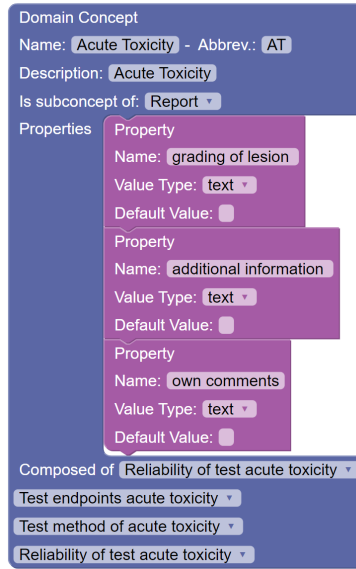 Domain Concept
Name: Acute Toxicity - Abbrev.: AT
Description: Acute Toxicity
Is subconcept of: Report
Properties
Property
Name: grading of lesion
Value Type: text
Default Value:
Property
Name: additional information
Value Type: text
Default Value:
Property
Name: own comments
Value Type: text
Default Value:
Composed of Reliability of test acute toxicity
Test endpoints acute toxicity
Test method of acute toxicity
Reliability of test acute toxicity